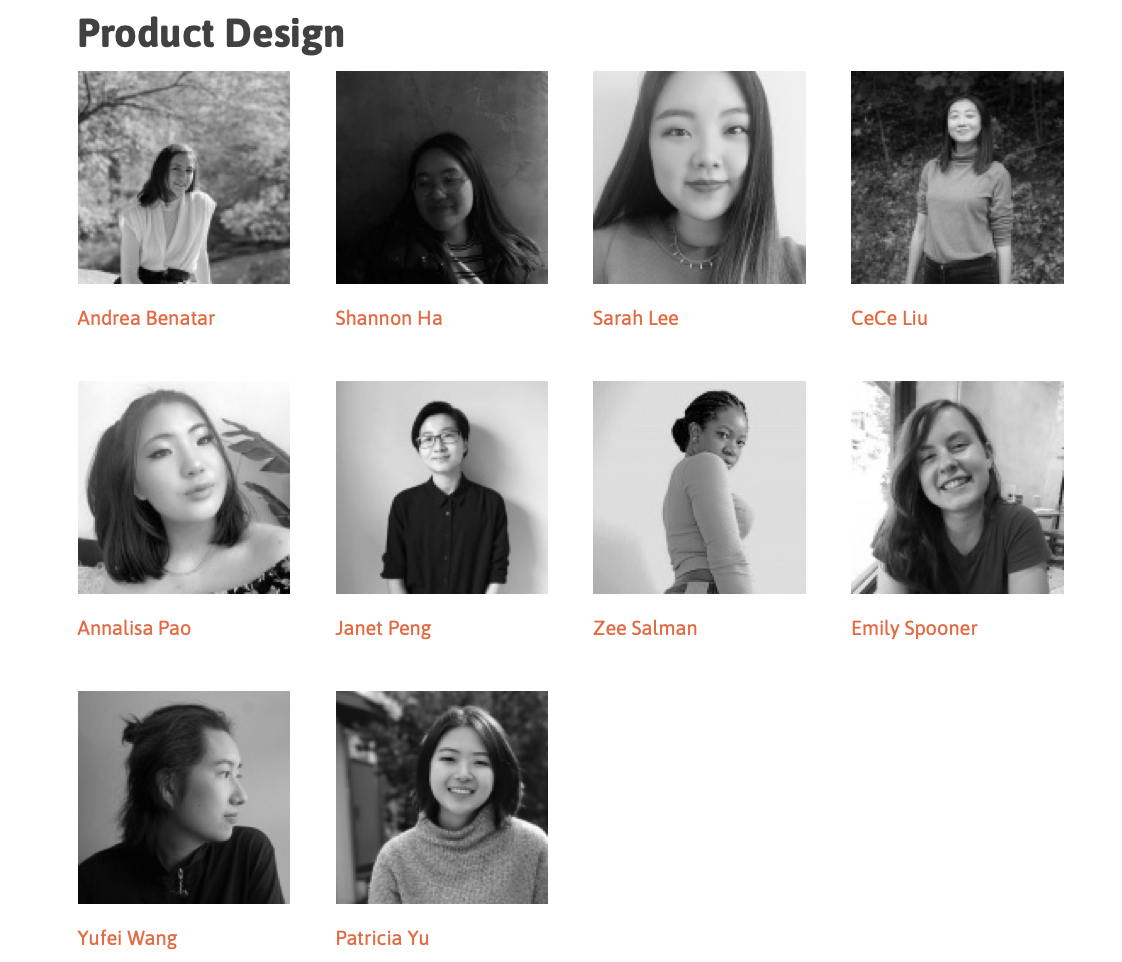 Product Design
Andrea Benatar
Shannon Ha
Sarah Lee
CeCe Liu
Annalisa Pao
Janet Peng
Zee Salman
Emily Spooner
Yufei Wang
Patricia Yu